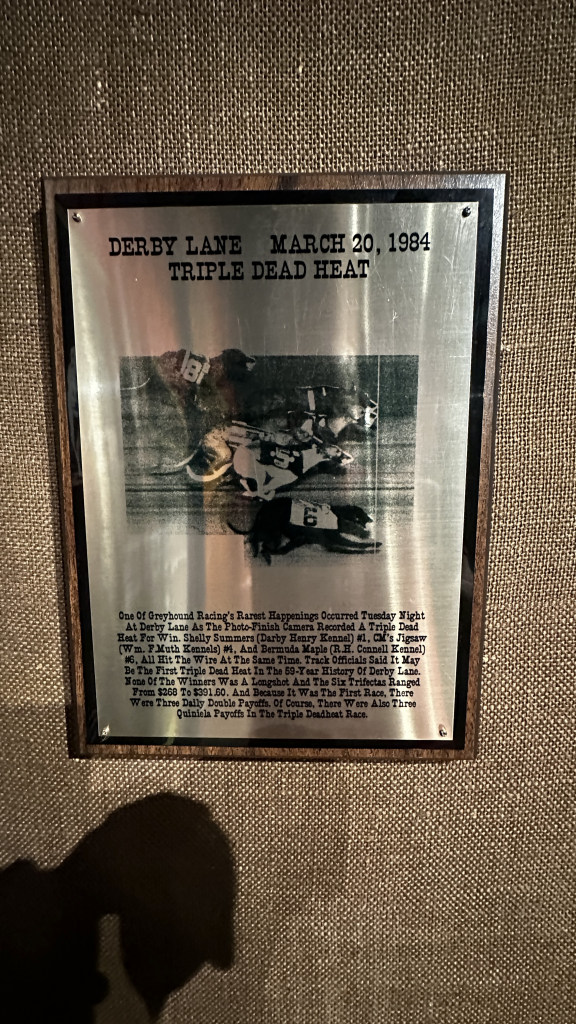 DERBY LANE MARCH 20, 1984
TRIPLE DEAD HEAT
8
One Of Greyhound Racing's Rarest Happenings Occurred Tuesday Night
At Derby Lane As The Photo-Finish Camera Recorded A Triple Dead
Heat For Win. Shelly Summers (Darby Henry Kennel) #1, CM's Jigsaw
(Wm. F.Muth Kennels) #4, And Bermuda Maple (R.H. Connell Kennel)
#6, All Hit The Wire At The Same Time. Track Officials Said It May
Be The First Triple Dead Heat In The 59-Year History Of Derby Lane.
None Of The Winners Was A Longshot And The Six Trifectas Ranged
From $268 To $391.60. And Because It Was The First Race, There
Were Three Daily Double Payoffs. Of Course, There Were Also Three
Quiniela Payoffs In The Triple Deadheat Race.